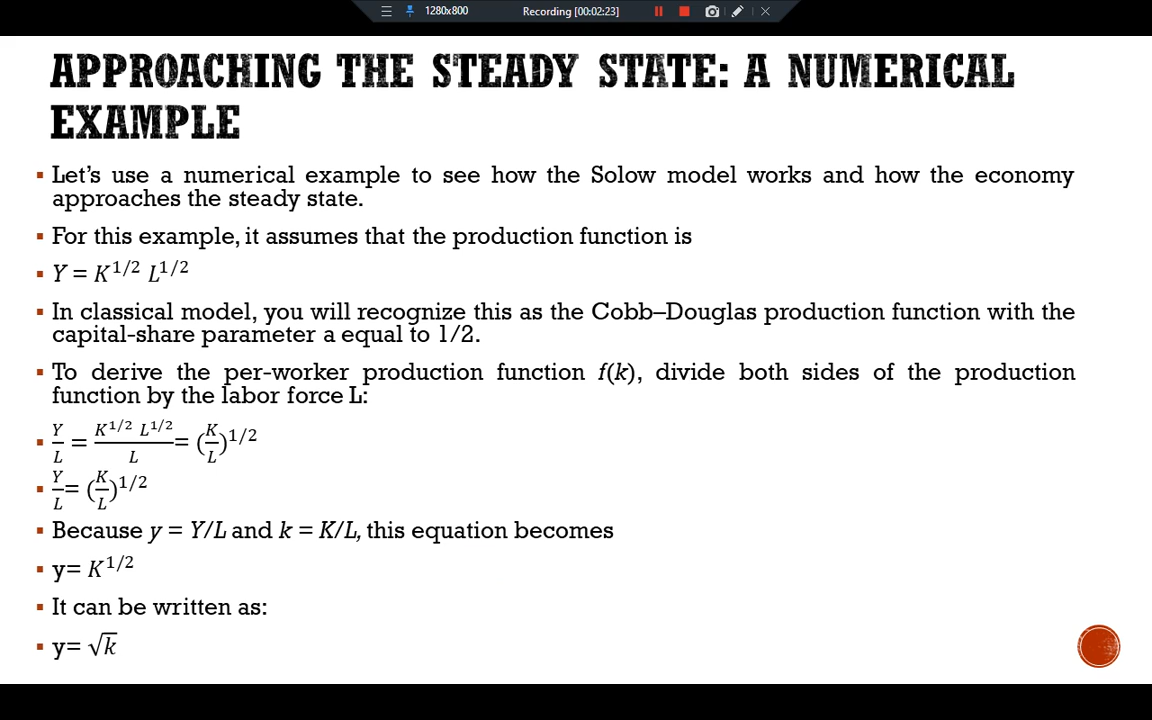 1280x800
Recording [00:02:23]
APPROACHING THE STEADY STATE: A NUMERICAL
EXAMPLE
▪ Let’s use a numerical example to see how the Solow model works and how the economy
approaches the steady state.
▪ For this example, it assumes that the production function is
▪ Y = K^1/2 L^1/2
▪ In classical model, you will recognize this as the Cobb–Douglas production function with the
capital-share parameter a equal to 1/2.
▪ To derive the per-worker production function f(k), divide both sides of the production
function by the labor force L:
▪ Y/L = K^1/2 L^1/2 / L = (K/L)^1/2
▪ Y/L = (K/L)^1/2
▪ Because y = Y/L and k = K/L, this equation becomes
▪ y= K^1/2
▪ It can be written as:
▪ y= √k